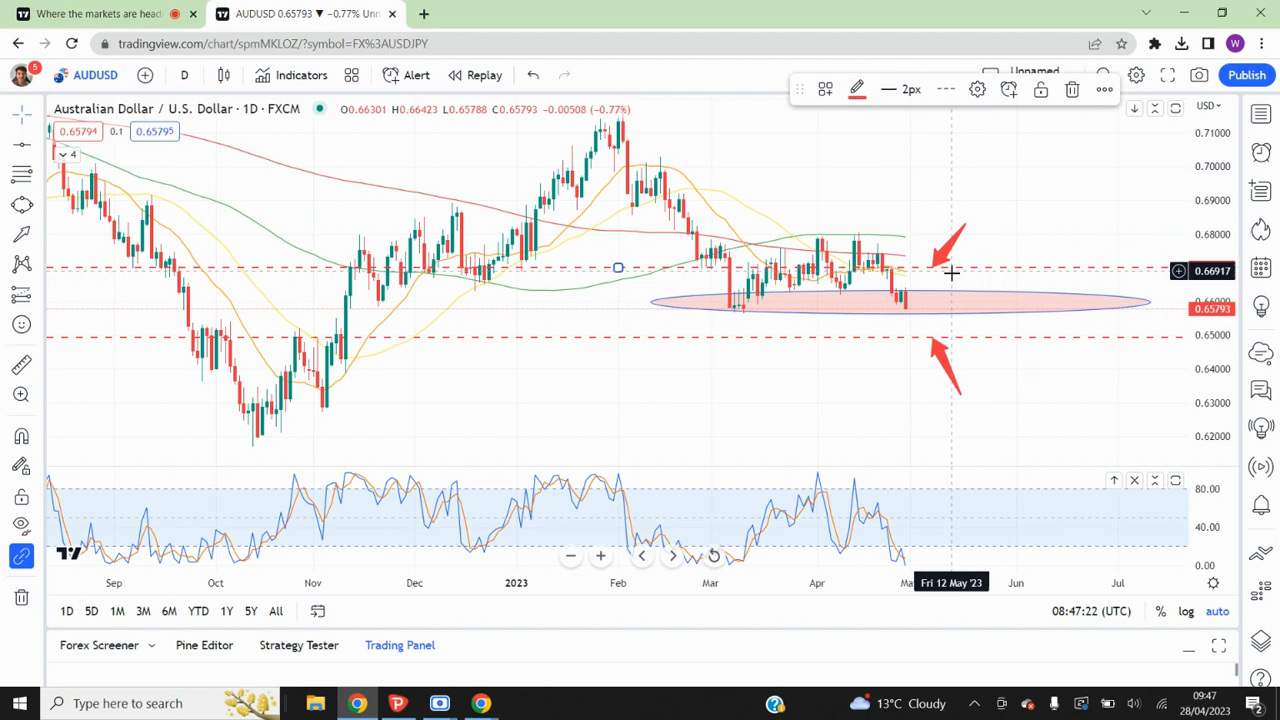 Where the markets are headi
AUDUSD 0.65793 ▼ −0.77% Unn
tradingview.com/chart/spmMKLOZ/?symbol=FX%3AUSDJPY
W
5
AUDUSD
D
Indicators
Alert
Replay
Unnamed
Publish
2px
Australian Dollar / U.S. Dollar · 1D · FXCM
O0.66301 H0.66423 L0.65788 C0.65793 −0.00508 (−0.77%)
USD
0.65794
0.1
0.65795
4
0.71000
0.70000
0.69000
0.68000
0.66917
0.66000
0.65793
0.65000
0.64000
0.63000
0.62000
80.00
40.00
0.00
Sep
Oct
Nov
Dec
2023
Feb
Mar
Apr
Ma
Fri 12 May '23
Jun
Jul
1D
5D
1M
3M
6M
YTD
1Y
5Y
All
08:47:22 (UTC)
%
log
auto
Forex Screener
Pine Editor
Strategy Tester
Trading Panel
Type here to search
13°C Cloudy
09:47
28/04/2023
2